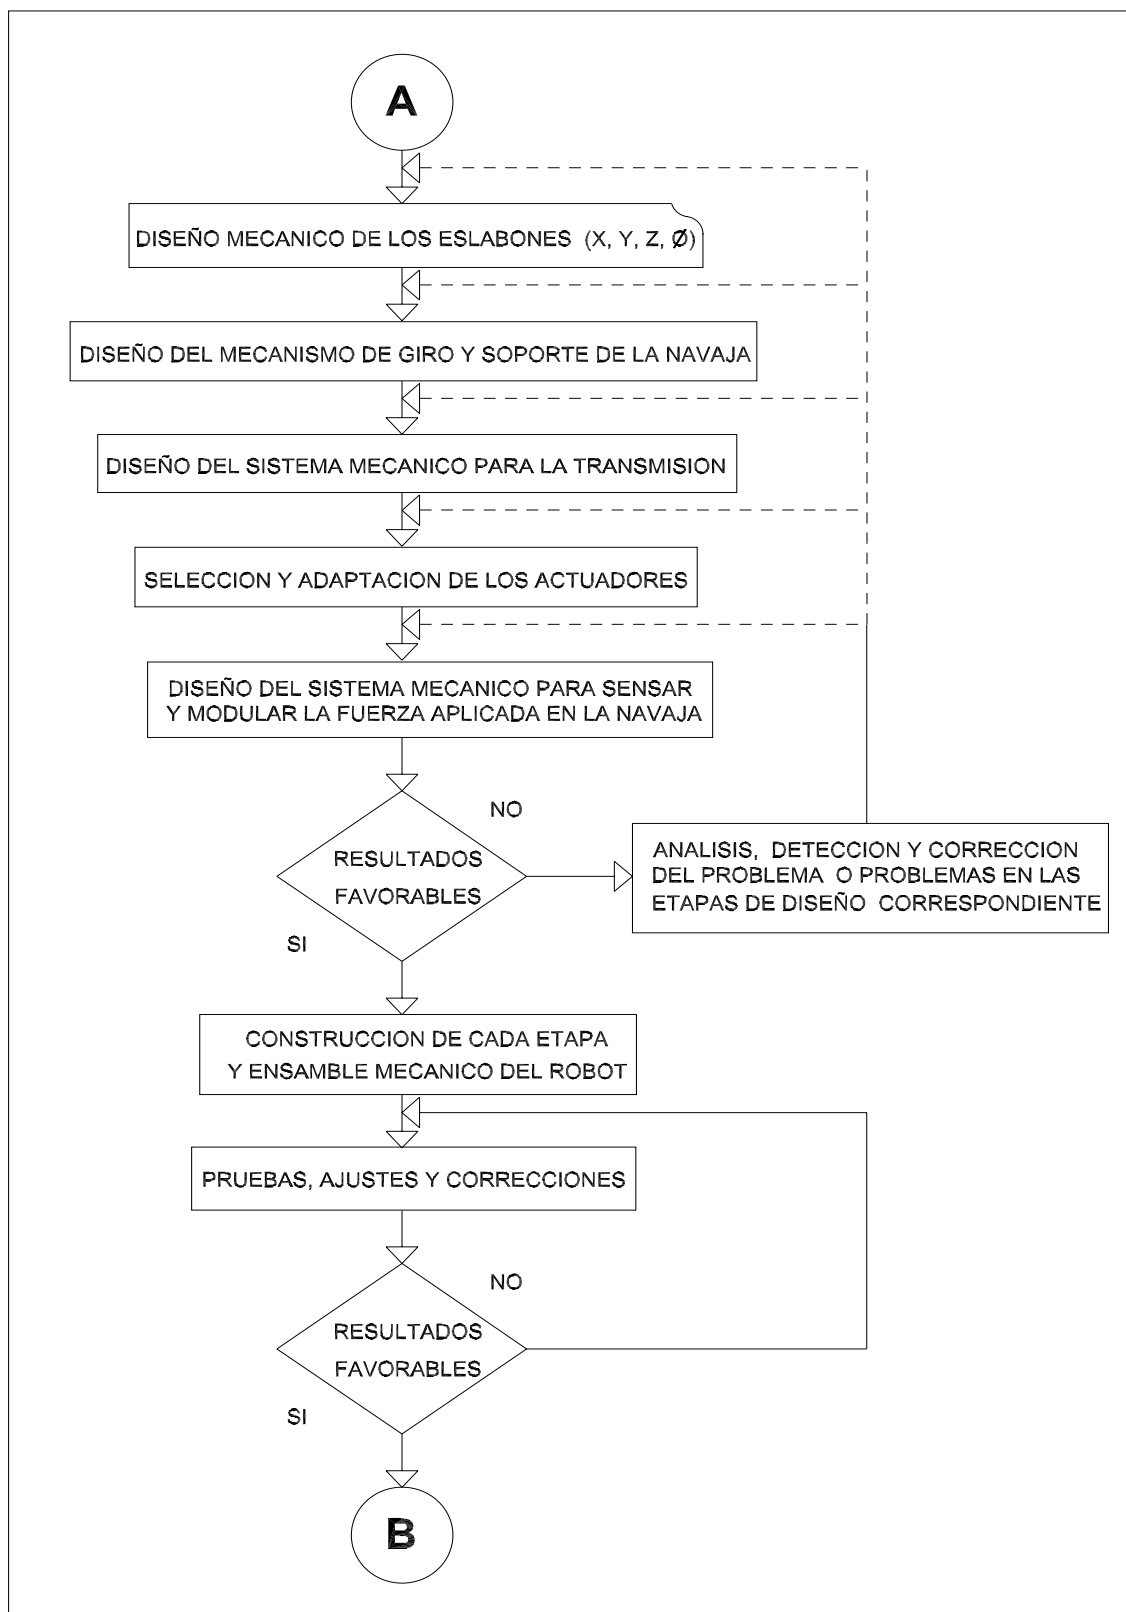 A
DISEÑO MECANICO DE LOS ESLABONES (X, Y, Z, Ø)
DISEÑO DEL MECANISMO DE GIRO Y SOPORTE DE LA NAVAJA
DISEÑO DEL SISTEMA MECANICO PARA LA TRANSMISION
SELECCION Y ADAPTACION DE LOS ACTUADORES
DISEÑO DEL SISTEMA MECANICO PARA SENSAR
Y MODULAR LA FUERZA APLICADA EN LA NAVAJA
NO
RESULTADOS
FAVORABLES
SI
ANALISIS, DETECCION Y CORRECCION
DEL PROBLEMA O PROBLEMAS EN LAS
ETAPAS DE DISEÑO CORRESPONDIENTE
CONSTRUCCION DE CADA ETAPA
Y ENSAMBLE MECANICO DEL ROBOT
PRUEBAS, AJUSTES Y CORRECCIONES
NO
RESULTADOS
FAVORABLES
SI
B